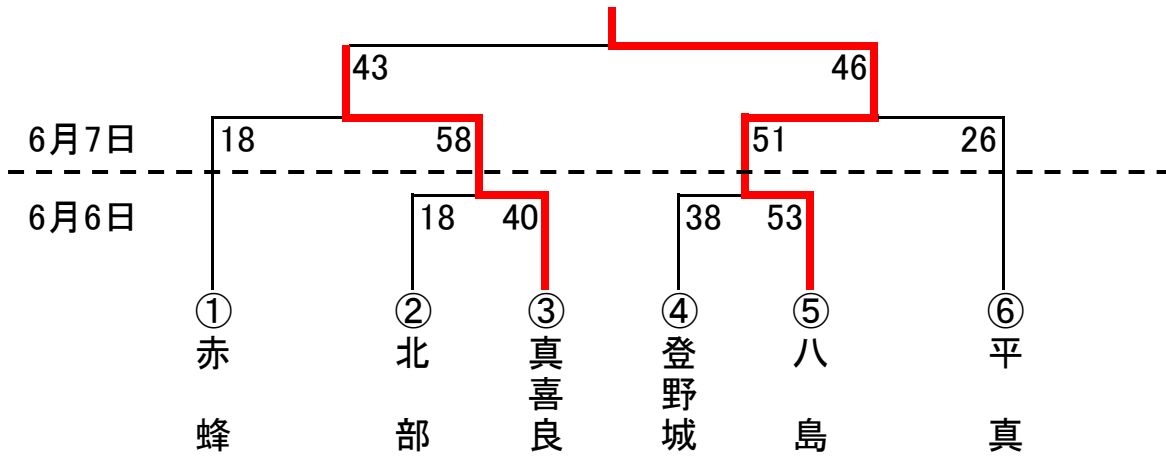 43 46
6月7日 18 58 51 26
6月6日 18 40 38 53
① ② ③ ④ ⑤ ⑥
赤蜂
北部
真喜良
登野城
八島
平真